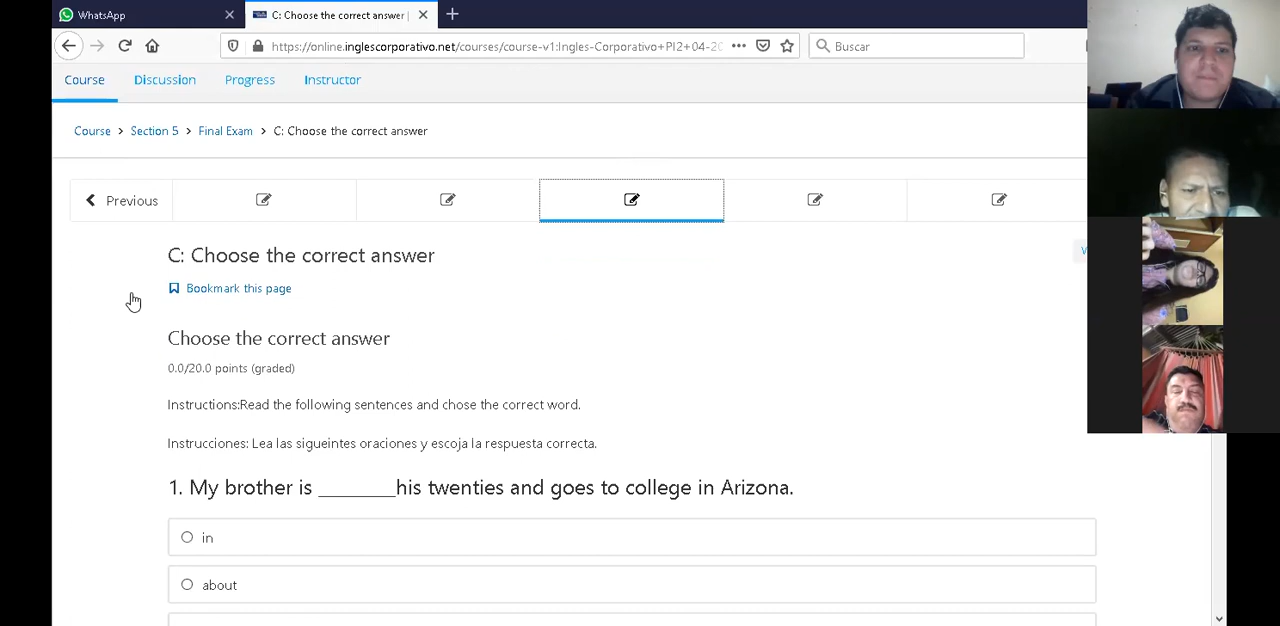 WhatsApp
C: Choose the correct answer |
https://online.inglescorporativo.net/courses/course-v1:Ingles-Corporativo+PI2+04-20
Buscar
Course Discussion Progress Instructor
Course > Section 5 > Final Exam > C: Choose the correct answer
Previous
C: Choose the correct answer
Bookmark this page
Choose the correct answer
0.0/20.0 points (graded)
Instructions:Read the following sentences and chose the correct word.
Instrucciones: Lea las sigueintes oraciones y escoja la respuesta correcta.
1. My brother is ________his twenties and goes to college in Arizona.
in
about